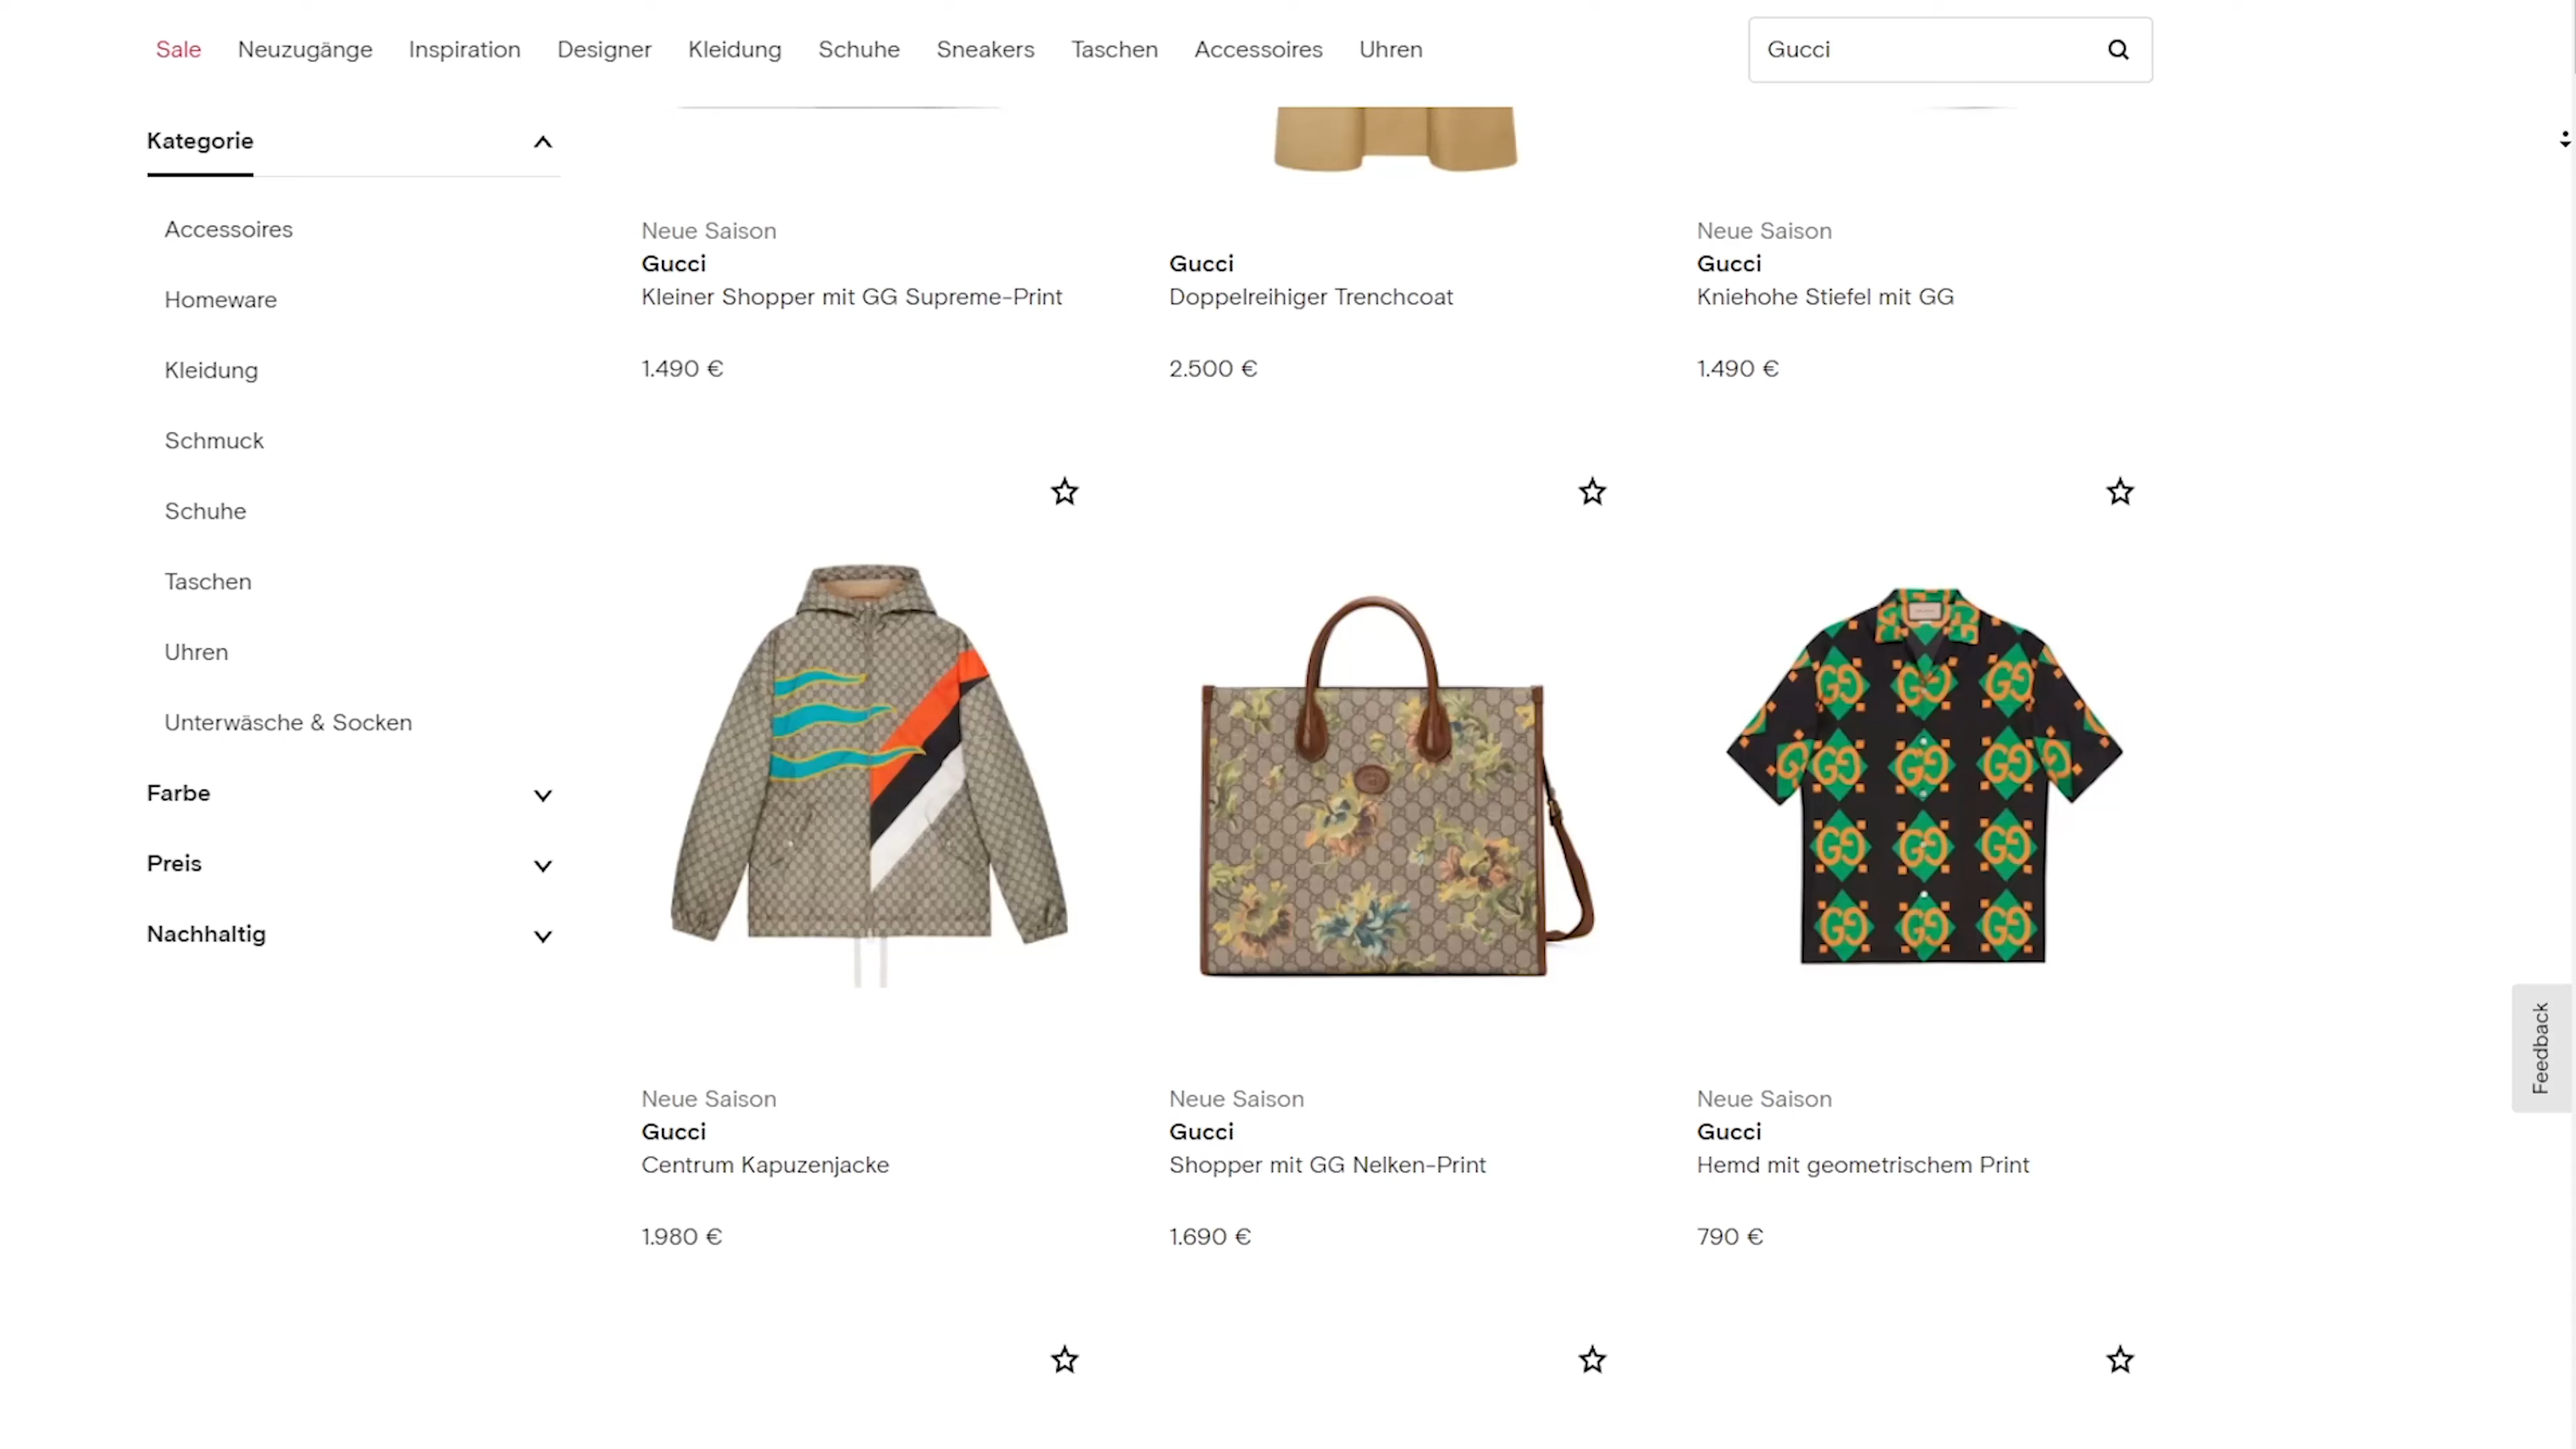 Sale Neuzugänge Inspiration Designer Kleidung Schuhe Sneakers Taschen Accessoires Uhren
Gucci
Kategorie
Accessoires
Homeware
Kleidung
Schmuck
Schuhe
Taschen
Uhren
Unterwäsche & Socken
Farbe
Preis
Nachhaltig
Neue Saison
Gucci
Kleiner Shopper mit GG Supreme-Print
1.490 €
Gucci
Doppelreihiger Trenchcoat
2.500 €
Neue Saison
Gucci
Kniehohe Stiefel mit GG
1.490 €
Neue Saison
Gucci
Centrum Kapuzenjacke
1.980 €
Neue Saison
Gucci
Shopper mit GG Nelken-Print
1.690 €
Neue Saison
Gucci
Hemd mit geometrischem Print
790 €
Feedback